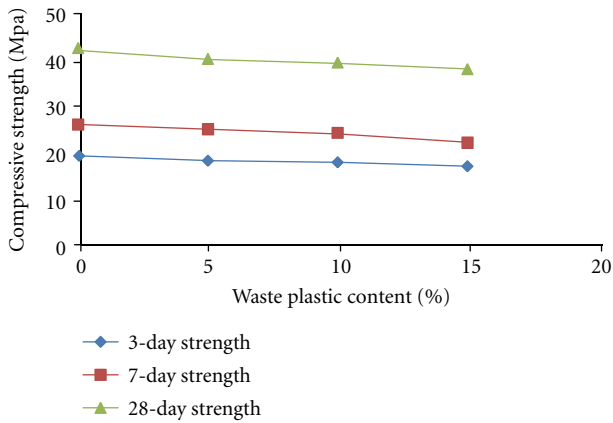 Compressive strength (Mpa)
50
40
30
20
10
0
0 5 10 15 20
Waste plastic content (%)
3-day strength
7-day strength
28-day strength